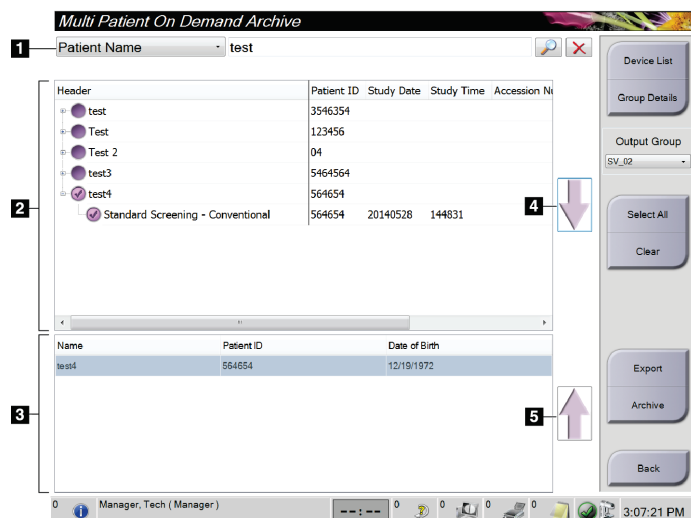 Multi Patient On Demand Archive
1 Patient Name test
Device List
Group Details
Output Group
SV_02
Select All
Clear
Export
Archive
Back
2
Header Patient ID Study Date Study Time Accession Nu
test 3546354
Test 123456
Test 2 04
test3 5464564
test4 564654
Standard Screening - Conventional 564654 20140528 144831
4
3
Name Patient ID Date of Birth
test4 564654 12/19/1972
5
0 Manager, Tech ( Manager ) --:-- 0 0 0 0 3:07:21 PM